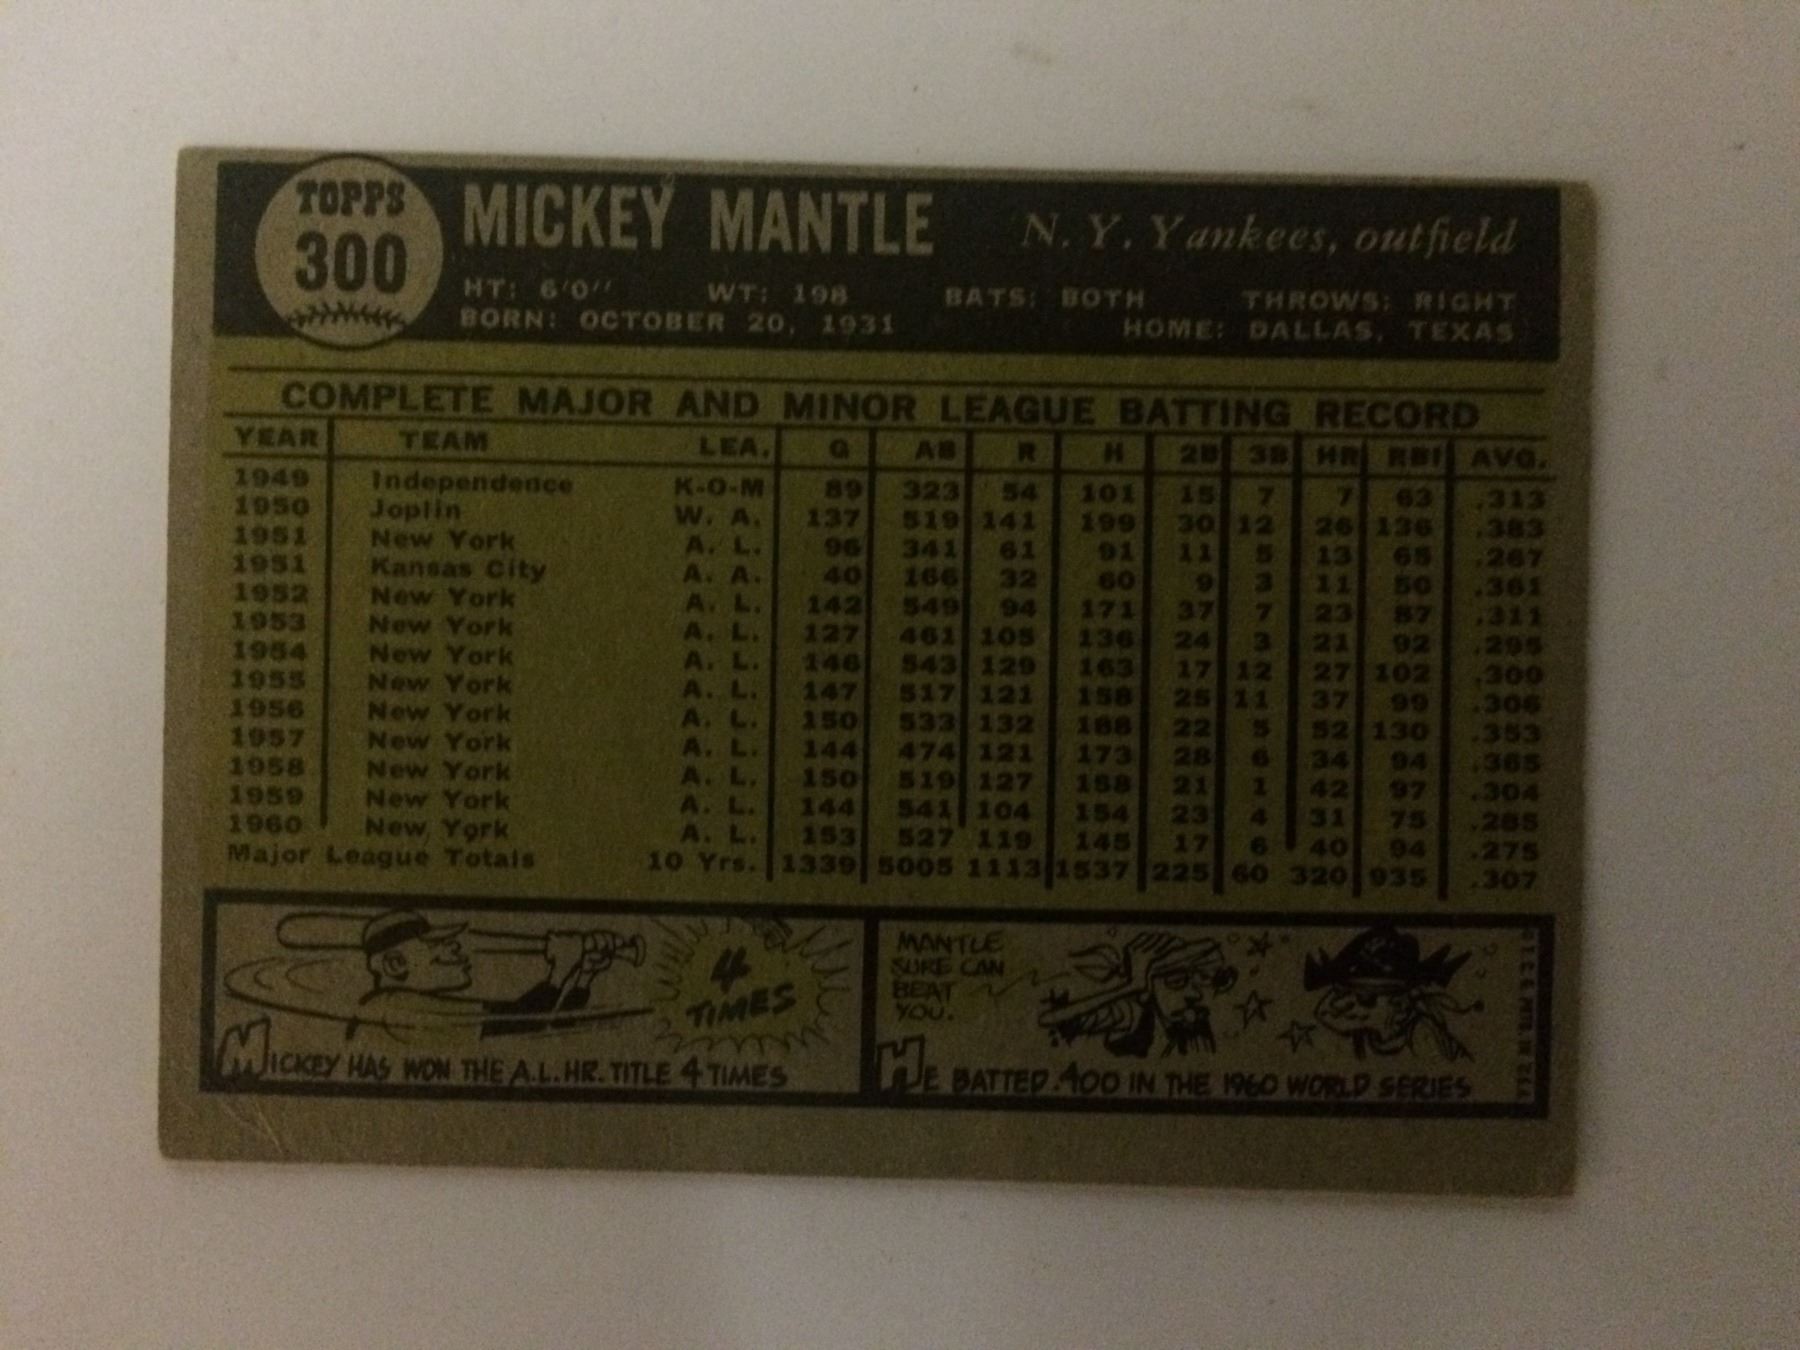 TOPPS
300
MICKEY MANTLE N. Y. Yankees, outfield
HT: 6'0'' WT: 198 BATS: BOTH THROWS: RIGHT
BORN: OCTOBER 20, 1931 HOME: DALLAS, TEXAS
COMPLETE MAJOR AND MINOR LEAGUE BATTING RECORD
YEAR TEAM LEA. G AB R H 2B 3B HR RBI AVG.
1949 Independence K-O-M 89 323 54 101 15 7 7 63 .313
1950 Joplin W. A. 137 519 141 199 30 12 26 136 .383
1951 New York A. L. 96 341 61 91 11 5 13 65 .267
1951 Kansas City A. A. 40 166 32 60 9 3 11 50 .361
1952 New York A. L. 142 549 94 171 37 7 23 87 .311
1953 New York A. L. 127 461 105 136 24 3 21 92 .295
1954 New York A. L. 146 543 129 163 17 12 27 102 .300
1955 New York A. L. 147 517 121 158 25 11 37 99 .306
1956 New York A. L. 150 533 132 188 22 5 52 130 .353
1957 New York A. L. 144 474 121 173 28 6 34 94 .365
1958 New York A. L. 150 519 127 158 21 1 42 97 .304
1959 New York A. L. 144 541 104 154 23 4 31 75 .285
1960 New York A. L. 153 527 119 145 17 6 40 94 .275
Major League Totals 10 Yrs. 1339 5005 1113 1537 225 60 320 935 .307
4
TIMES
MICKEY HAS WON THE A.L. HR. TITLE 4 TIMES
MANTLE
SURE CAN
BEAT
YOU.
HE BATTED .400 IN THE 1960 WORLD SERIES